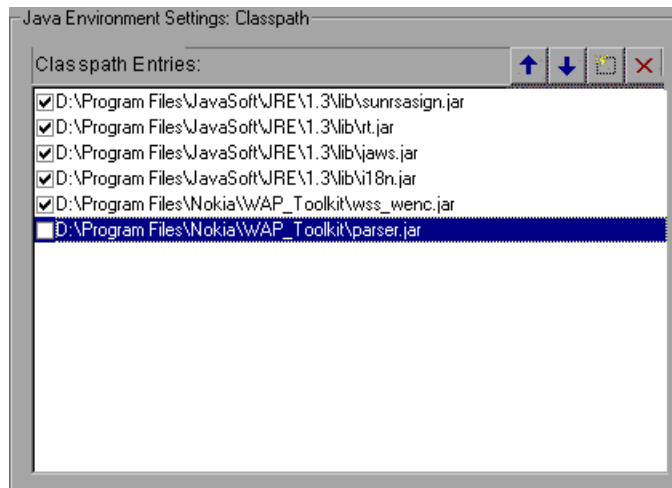 Java Environment Settings: Classpath
Classpath Entries:
D:\Program Files\JavaSoft\JRE\1.3\lib\sunrsasign.jar
D:\Program Files\JavaSoft\JRE\1.3\lib\rt.jar
D:\Program Files\JavaSoft\JRE\1.3\lib\jaws.jar
D:\Program Files\JavaSoft\JRE\1.3\lib\i18n.jar
D:\Program Files\Nokia\WAP_Toolkit\wss_wenc.jar
D:\Program Files\Nokia\WAP_Toolkit\parser.jar